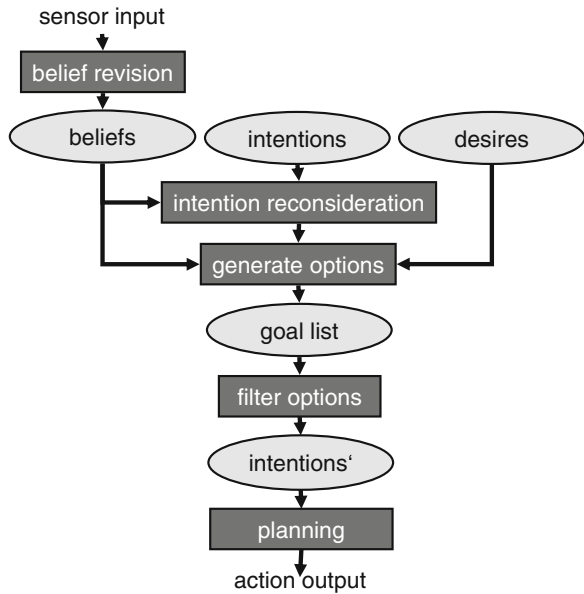 sensor input
belief revision
beliefs
intentions
desires
intention reconsideration
generate options
goal list
filter options
intentions‘
planning
action output